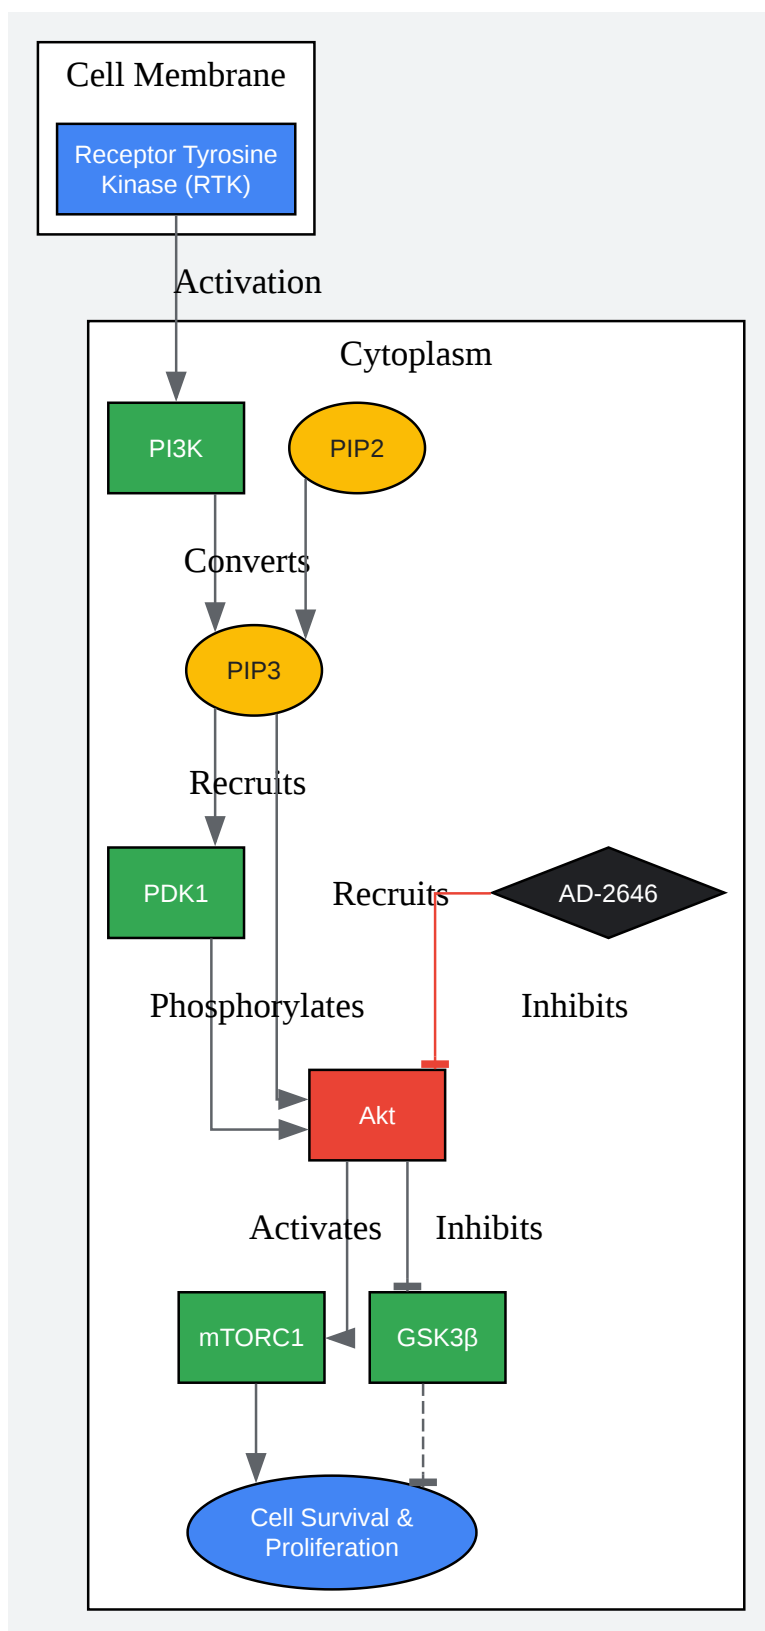 Cell Membrane
Receptor Tyrosine
Kinase (RTK)
Activation
Cytoplasm
PI3K
PIP2
Converts
PIP3
Recruits
PDK1
Recruits
AD-2646
Phosphorylates
Inhibits
Akt
Activates
Inhibits
mTORC1
GSK3β
Cell Survival &
Proliferation